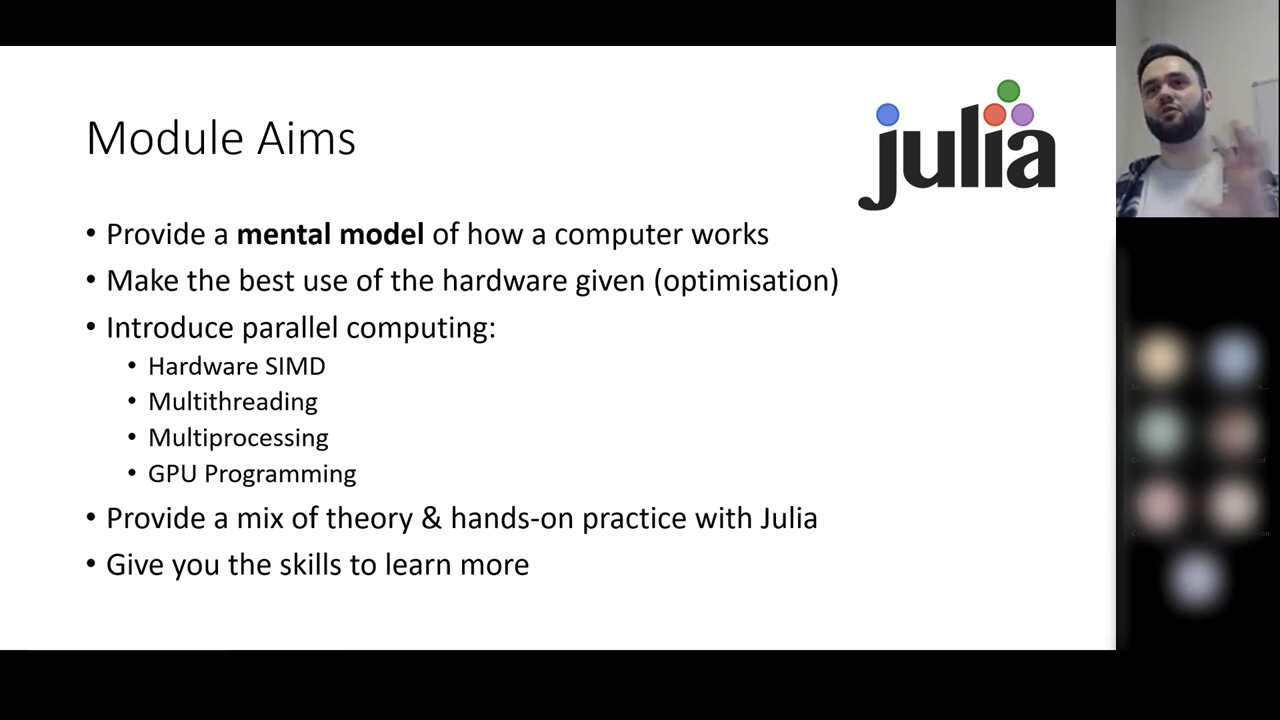 Module Aims
julia
• Provide a mental model of how a computer works
• Make the best use of the hardware given (optimisation)
• Introduce parallel computing:
• Hardware SIMD
• Multithreading
• Multiprocessing
• GPU Programming
• Provide a mix of theory & hands-on practice with Julia
• Give you the skills to learn more